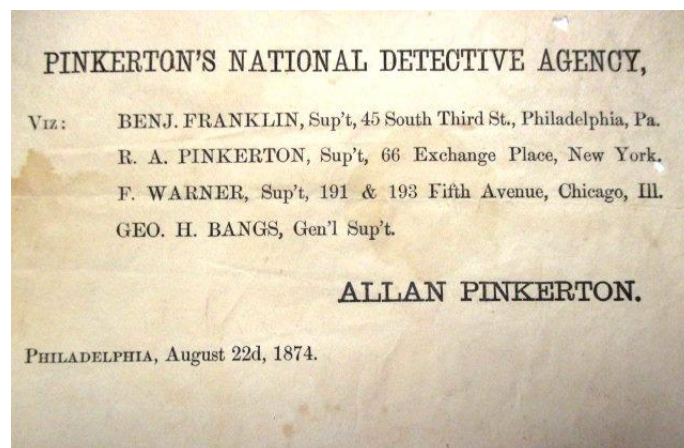 PINKERTON'S NATIONAL DETECTIVE AGENCY,
VIZ: BENJ. FRANKLIN, Sup't, 45 South Third St., Philadelphia, Pa.
R. A. PINKERTON, Sup't, 66 Exchange Place, New York.
F. WARNER, Sup't, 191 & 193 Fifth Avenue, Chicago, Ill.
GEO. H. BANGS, Gen'l Sup't.
ALLAN PINKERTON.
PHILADELPHIA, August 22d, 1874.